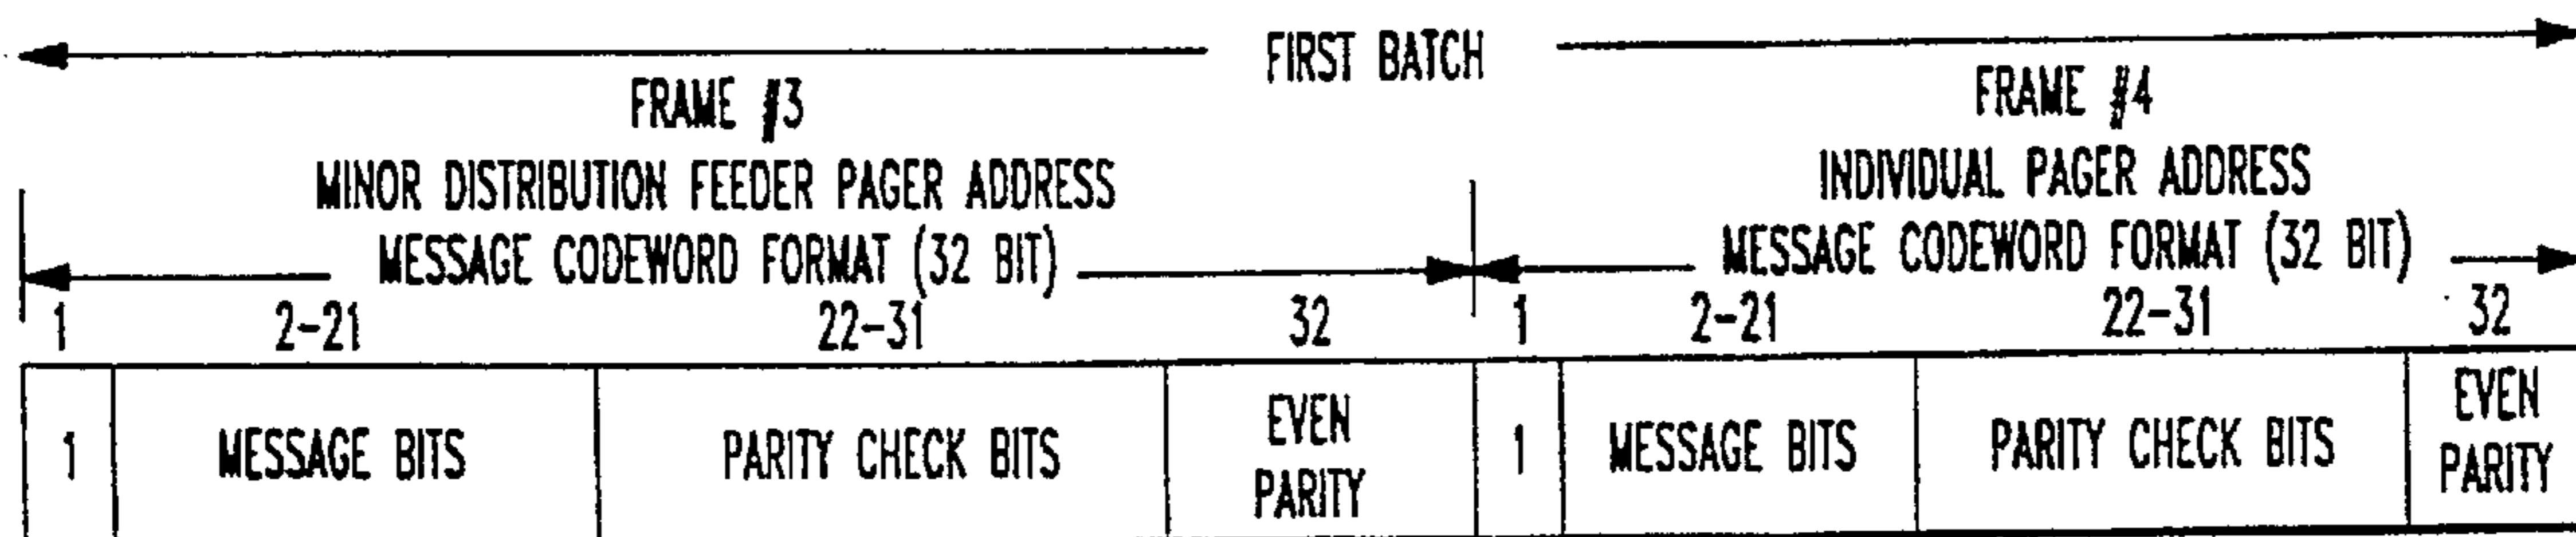 FIRST BATCH
FRAME #3
MINOR DISTRIBUTION FEEDER PAGER ADDRESS
MESSAGE CODEWORD FORMAT (32 BIT)
FRAME #4
INDIVIDUAL PAGER ADDRESS
MESSAGE CODEWORD FORMAT (32 BIT)
1 2-21 22-31 32 1 2-21 22-31 32
1 MESSAGE BITS PARITY CHECK BITS EVEN PARITY 1 MESSAGE BITS PARITY CHECK BITS EVEN PARITY